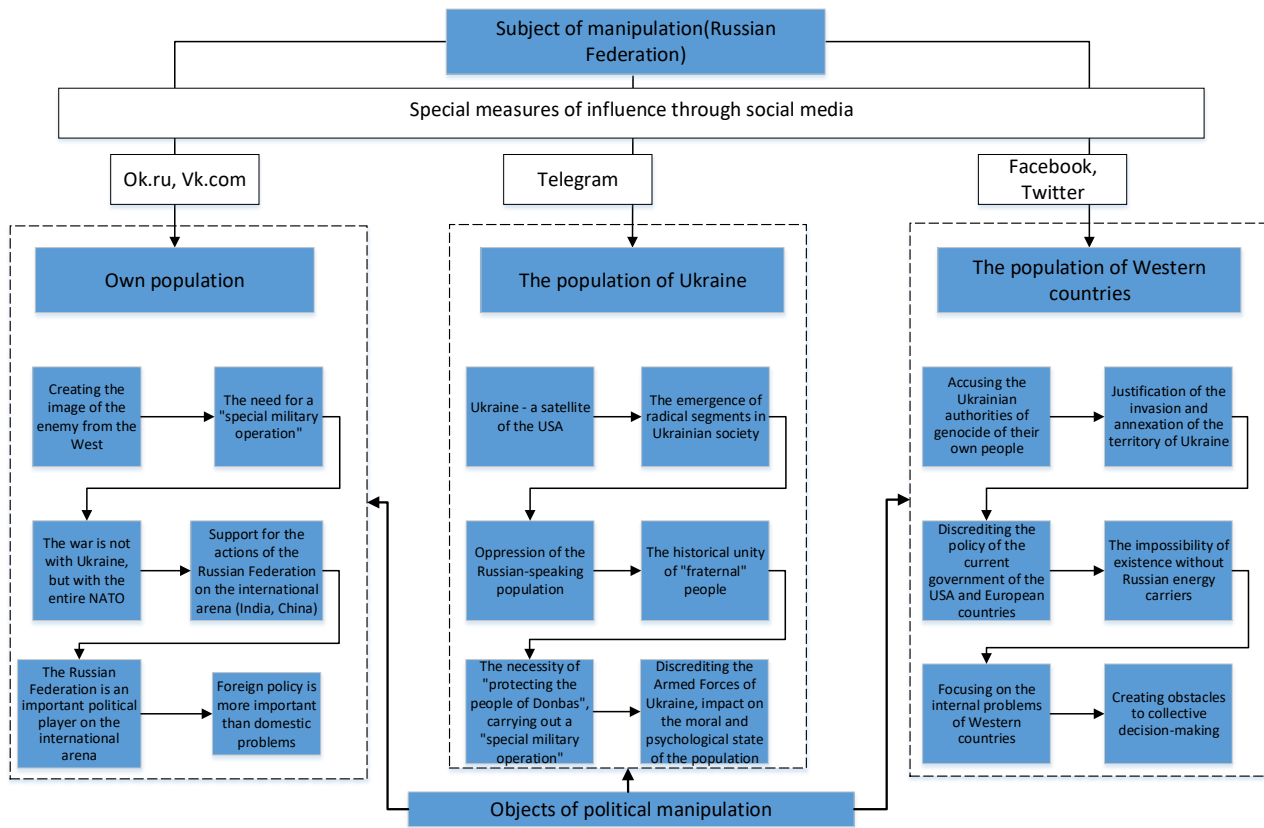 Subject of manipulation(Russian
Federation)
Special measures of influence through social media
Ok.ru, Vk.com
Telegram
Facebook,
Twitter
Own population
The population of Ukraine
The population of Western
countries
Creating the
image of the
enemy from the
West
The need for a
"special military
operation"
The war is not
with Ukraine,
but with the
entire NATO
Support for the
actions of the
Russian Federation
on the international
arena (India, China)
The Russian
Federation is an
important political
player on the
international
arena
Foreign policy is
more important
than domestic
problems
Ukraine - a satellite
of the USA
The emergence of
radical segments in
Ukrainian society
Oppression of the
Russian-speaking
population
The historical unity
of "fraternal"
people
The necessity of
"protecting the
people of Donbas",
carrying out a
"special military
operation"
Discrediting the
Armed Forces of
Ukraine, impact on
the moral and
psychological state
of the population
Accusing the
Ukrainian
authorities of
genocide of their
own people
Justification of the
invasion and
annexation of the
territory of Ukraine
Discrediting the
policy of the
current
government of the
USA and European
countries
The impossibility of
existence without
Russian energy
carriers
Focusing on the
internal problems
of Western
countries
Creating obstacles
to collective
decision-making
Objects of political manipulation